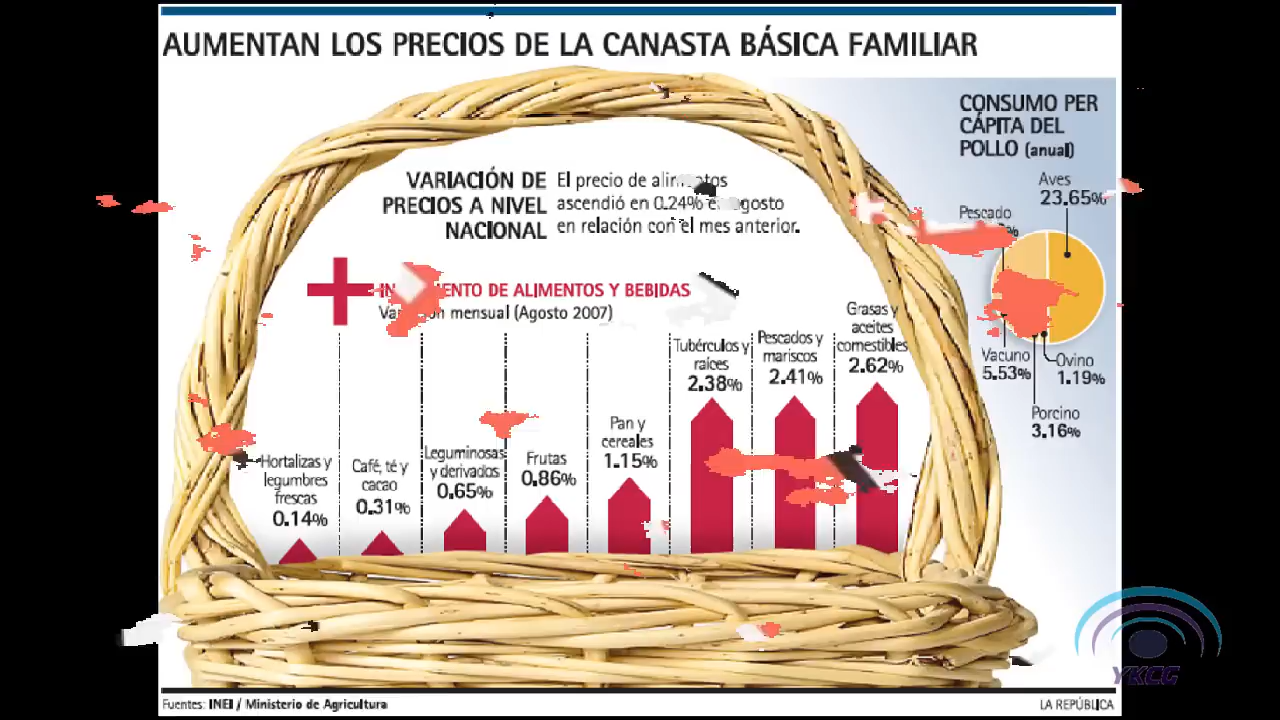 AUMENTAN LOS PRECIOS DE LA CANASTA BÁSICA FAMILIAR
CONSUMO PER
CÁPITA DEL
POLLO (anual)
Aves
23.65%
Pescado
Vacuno
5.53%
Ovino
1.19%
Porcino
3.16%
VARIACIÓN DE
PRECIOS A NIVEL
NACIONAL
El precio de
ascendió en 0.24%
en relación con el mes anterior.
DE ALIMENTOS Y BEBIDAS
mensual (Agosto 2007)
Hortalizas y
legumbres
frescas
0.14%
Café, té y
cacao
0.31%
Leguminosas
y derivados
0.65%
Frutas
0.86%
Pan y
cereales
1.15%
Tubérculos y
raíces
2.38%
Pescados y
mariscos
2.41%
Grasas y
aceites
comestibles
2.62%
Fuentes: INEI / Ministerio de Agricultura
LA REPÚBLICA
YKCG